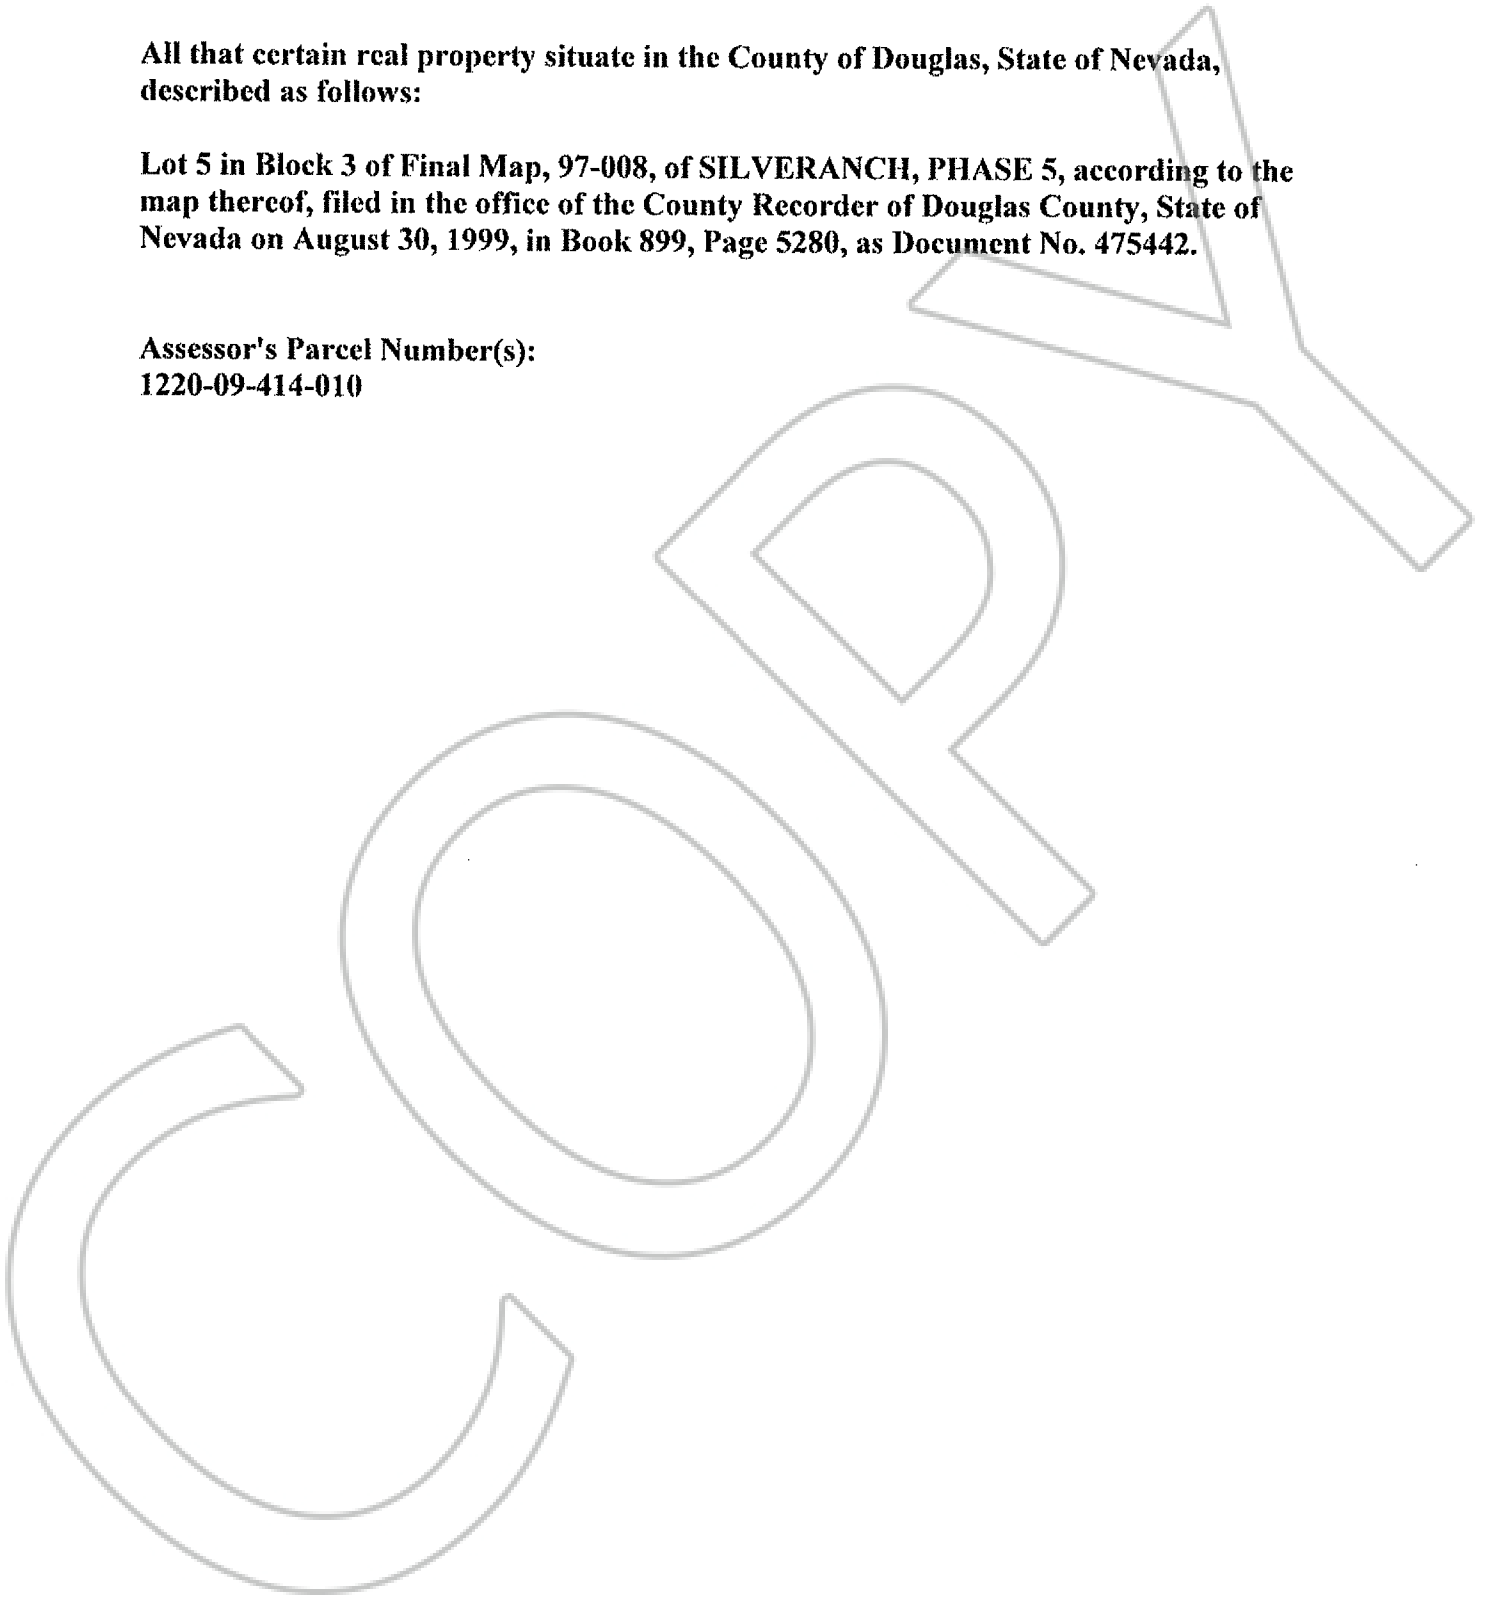 All that certain real property situate in the County of Douglas, State of Nevada,
described as follows:
Lot 5 in Block 3 of Final Map, 97-008, of SILVERANCH, PHASE 5, according to the
map thereof, filed in the office of the County Recorder of Douglas County, State of
Nevada on August 30, 1999, in Book 899, Page 5280, as Document No. 475442.
Assessor's Parcel Number(s):
1220-09-414-010
COPY